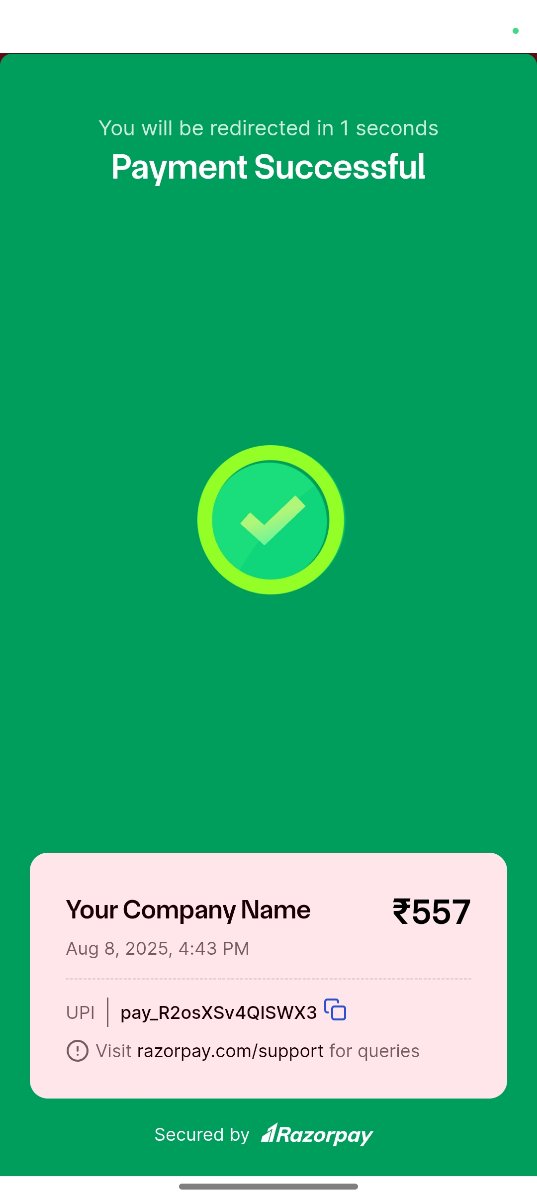 You will be redirected in 1 seconds
Payment Successful
Your Company Name ₹557
Aug 8, 2025, 4:43 PM
UPI pay_R2osXSv4QISWX3
Visit razorpay.com/support for queries
Secured by Razorpay